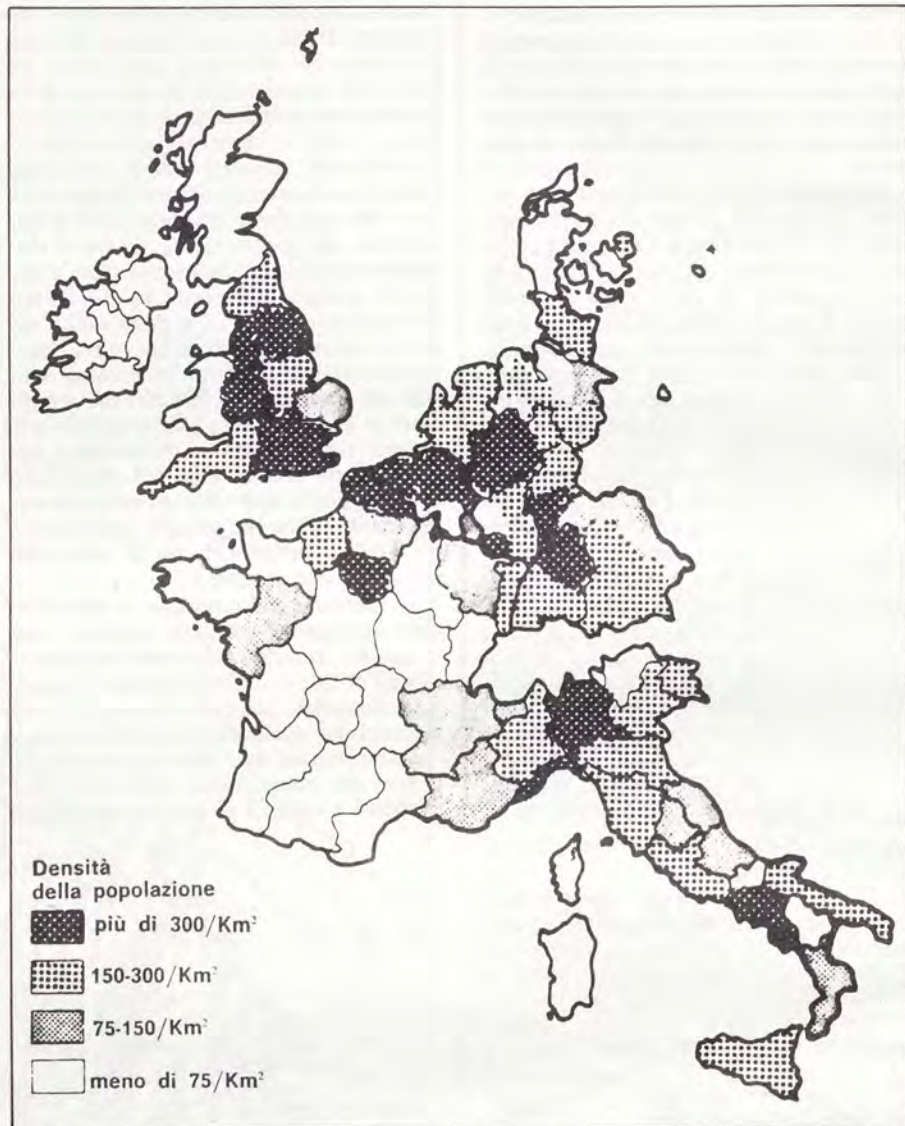 Densità
della popolazione
più di 300/Km²
150-300/Km²
75-150/Km²
meno di 75/Km²